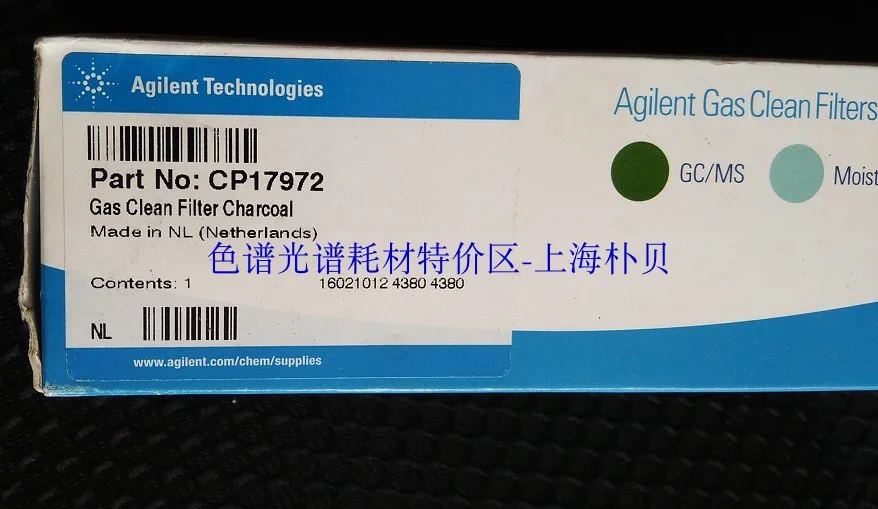 Agilent Technologies
Agilent Gas Clean Filters
GC/MS
Moist
Part No: CP17972
Gas Clean Filter Charcoal
Made in NL (Netherlands)
色谱光谱耗材特价区-上海朴贝
Contents: 1
16021012 4380 4380
NL
www.agilent.com/chem/supplies